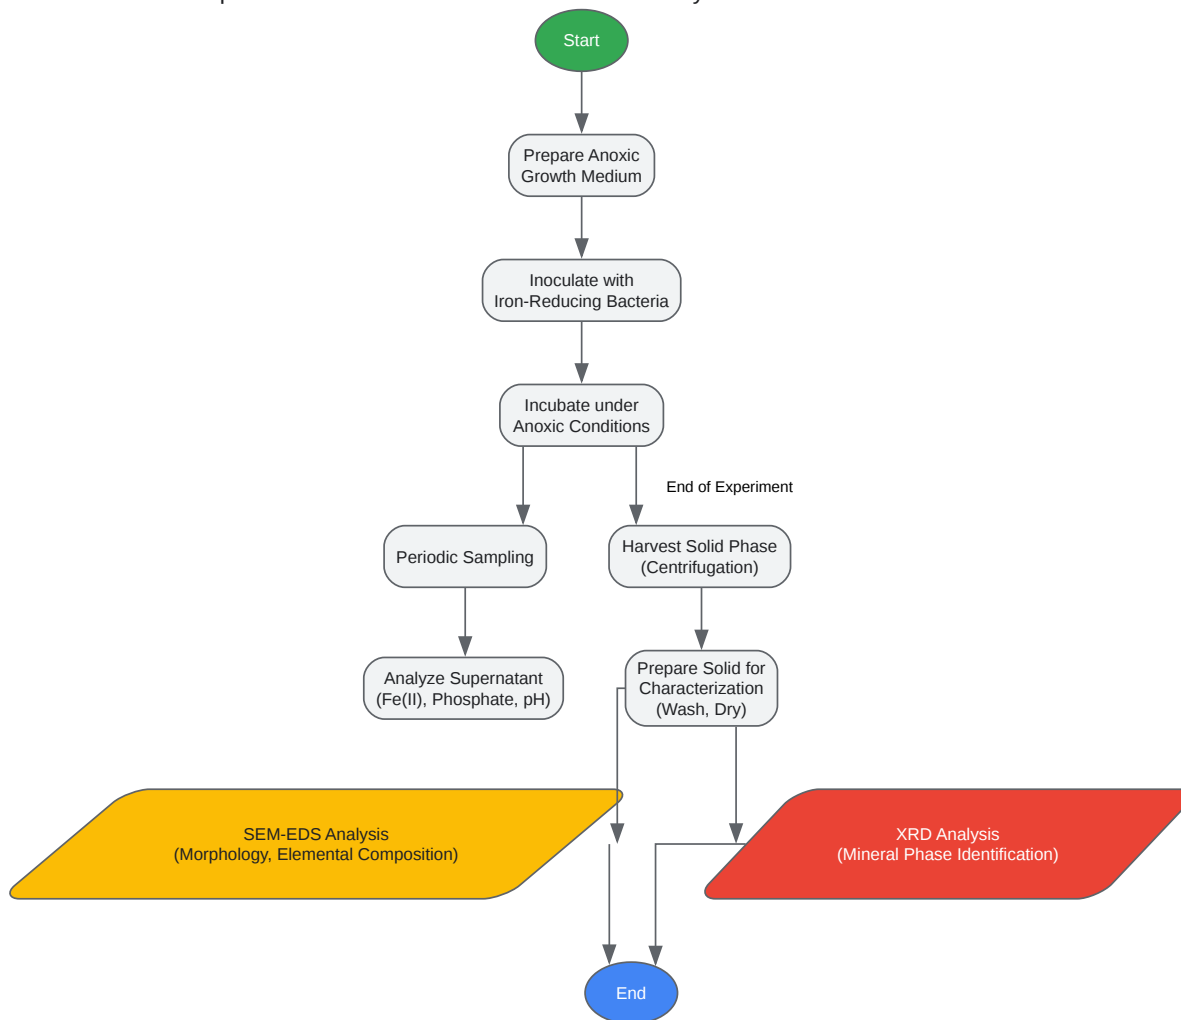 Start
Prepare Anoxic
Growth Medium
Inoculate with
Iron-Reducing Bacteria
Incubate under
Anoxic Conditions
End of Experiment
Periodic Sampling
Harvest Solid Phase
(Centrifugation)
Analyze Supernatant
(Fe(II), Phosphate, pH)
Prepare Solid for
Characterization
(Wash, Dry)
SEM-EDS Analysis
(Morphology, Elemental Composition)
XRD Analysis
(Mineral Phase Identification)
End